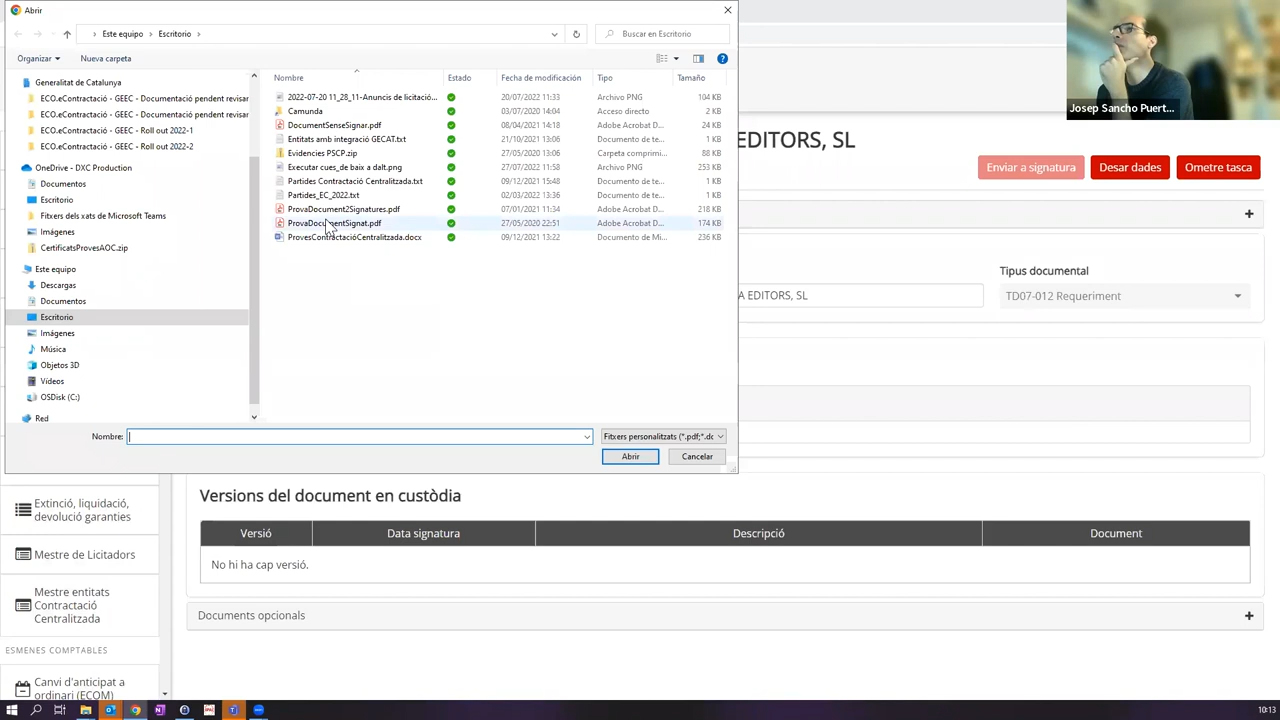 Abrir
Este equipo > Escritorio >
Buscar en Escritorio
Organizar
Nueva carpeta
Generalitat de Catalunya
ECO.eContractació - GEEC - Documentació pendent revisar
ECO.eContractació - GEEC - Documentació pendent revisar
ECO.eContractació - GEEC - Roll out 2022-1
ECO.eContractació - GEEC - Roll out 2022-2
OneDrive - DXC Production
Documentos
Escritorio
Fitxers dels xats de Microsoft Teams
Imágenes
CertificatsProvesAOC.zip
Este equipo
Descargas
Documentos
Escritorio
Imágenes
Música
Objetos 3D
Vídeos
OSDisk (C:)
Red
Nombre Estado Fecha de modificación Tipo Tamaño
2022-07-20 11_28_11-Anuncis de licitació... 20/07/2022 11:33 Archivo PNG 104 KB
Camunda 03/07/2020 14:04 Acceso directo 2 KB
DocumentSenseSignar.pdf 08/04/2021 14:18 Adobe Acrobat D... 24 KB
Entitats amb integració GECAT.txt 21/10/2021 13:06 Documento de te... 1 KB
Evidencies PSCP.zip 27/05/2020 13:04 Carpeta comprimi... 88 KB
Executar cues_de baix a dalt.png 09/06/2020 13:31 Archivo PNG 253 KB
Partides Contractació Centralitzada.txt 09/12/2021 15:48 Documento de te... 1 KB
Partides_EC_2022.txt 02/03/2022 13:36 Documento de te... 1 KB
ProvaDocument2Signatures.pdf 07/01/2021 11:34 Adobe Acrobat D... 218 KB
ProvaDocumentSignat.pdf 27/05/2020 22:51 Adobe Acrobat D... 174 KB
ProvesContractacióCentralitzada.docx 09/12/2021 13:22 Documento de Mi... 236 KB
Nombre:
Fitxers personalitzats (*.pdf;*.dc
Abrir
Cancelar
Josep Sancho Puert...
EDITORS, SL
Enviar a signatura
Desar dades
Ometre tasca
Tipus documental
A EDITORS, SL
TD07-012 Requeriment
Extinció, liquidació,
devolució garanties
Mestre de Licitadors
Mestre entitats
Contractació
Centralitzada
ESMENES COMPTABLES
Canvi d'anticipat a
ordinari (ECOM)
Versions del document en custòdia
Versió Data signatura Descripció Document
No hi ha cap versió.
Documents opcionals
10:13